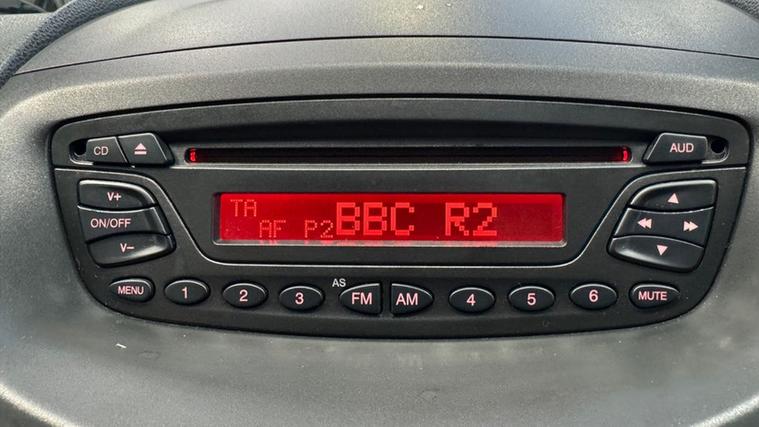 CD
AUD
V+
ON/OFF
V-
TA
AF P2 BBC R2
MENU 1 2 3 AS FM AM 4 5 6 MUTE